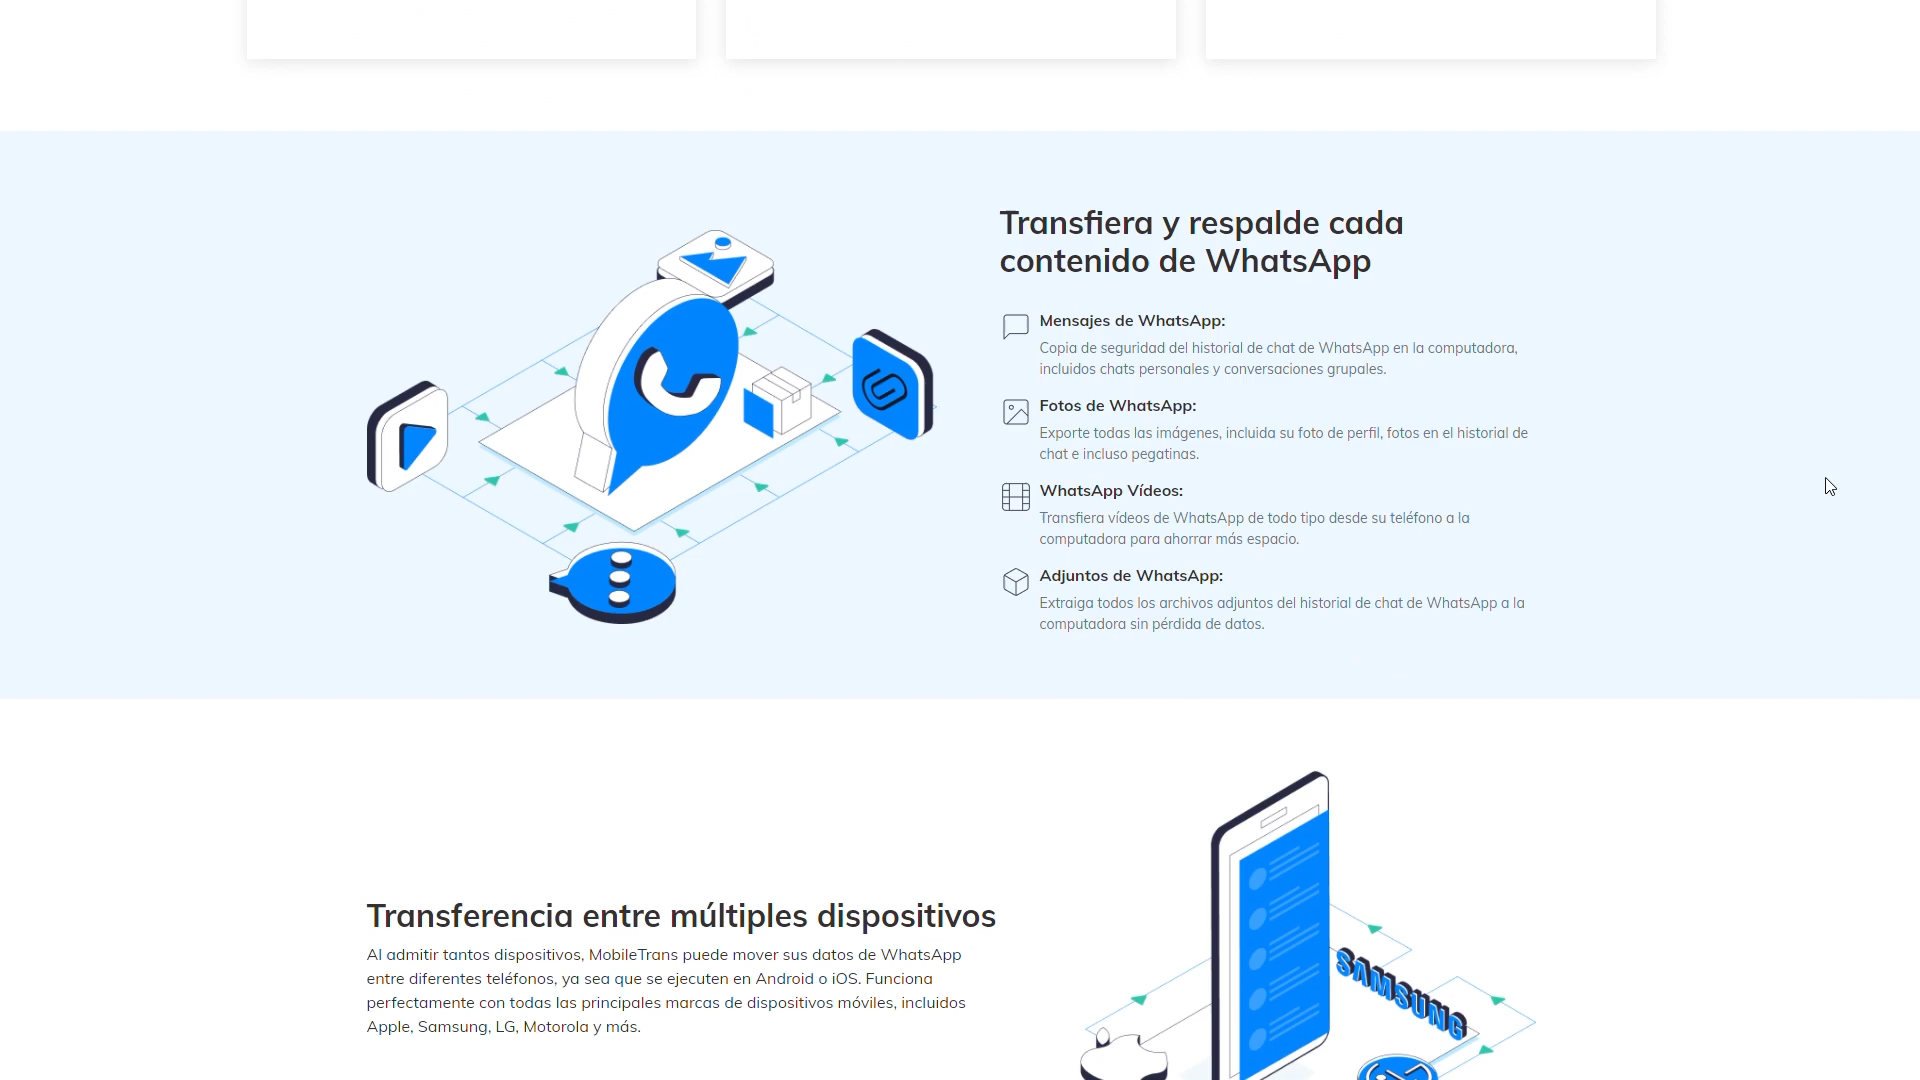 Transfiera y respalde cada
contenido de WhatsApp
Mensajes de WhatsApp:
Copia de seguridad del historial de chat de WhatsApp en la computadora,
incluidos chats personales y conversaciones grupales.
Fotos de WhatsApp:
Exporte todas las imágenes, incluida su foto de perfil, fotos en el historial de
chat e incluso pegatinas.
WhatsApp Vídeos:
Transfiera vídeos de WhatsApp de todo tipo desde su teléfono a la
computadora para ahorrar más espacio.
Adjuntos de WhatsApp:
Extraiga todos los archivos adjuntos del historial de chat de WhatsApp a la
computadora sin pérdida de datos.
Transferencia entre múltiples dispositivos
Al admitir tantos dispositivos, MobileTrans puede mover sus datos de WhatsApp
entre diferentes teléfonos, ya sea que se ejecuten en Android o iOS. Funciona
perfectamente con todas las principales marcas de dispositivos móviles, incluidos
Apple, Samsung, LG, Motorola y más.
SAMSUNG